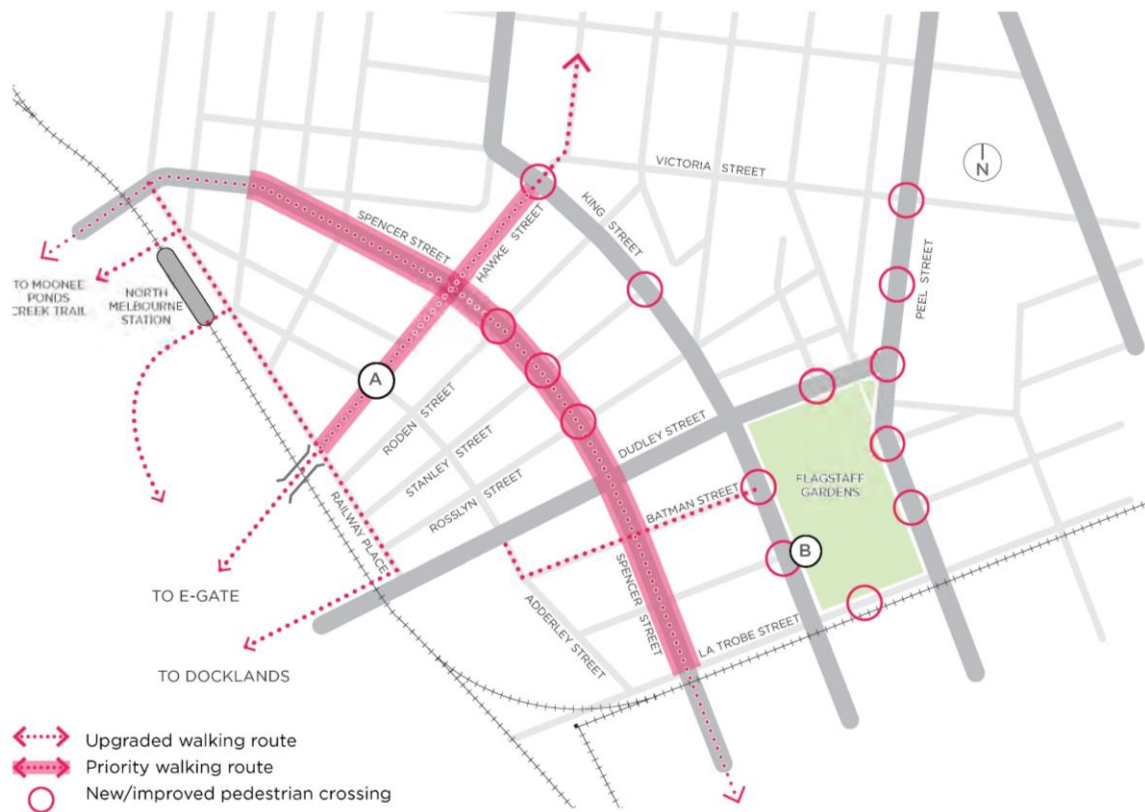 VICTORIA STREET
KING STREET
SPENCER STREET
HAWKE STREET
PEEL STREET
N
TO MOONEE
PONDS
CREEK TRAIL
NORTH
MELBOURNE
STATION
A
RODEN STREET
STANLEY STREET
ROSSLYN STREET
DUDLEY STREET
BATMAN STREET
FLAGSTAFF
GARDENS
RAILWAY PLACE
B
TO E-GATE
ADDERLEY STREET
SPENCER STREET
LA TROBE STREET
TO DOCKLANDS
Upgraded walking route
Priority walking route
New/improved pedestrian crossing